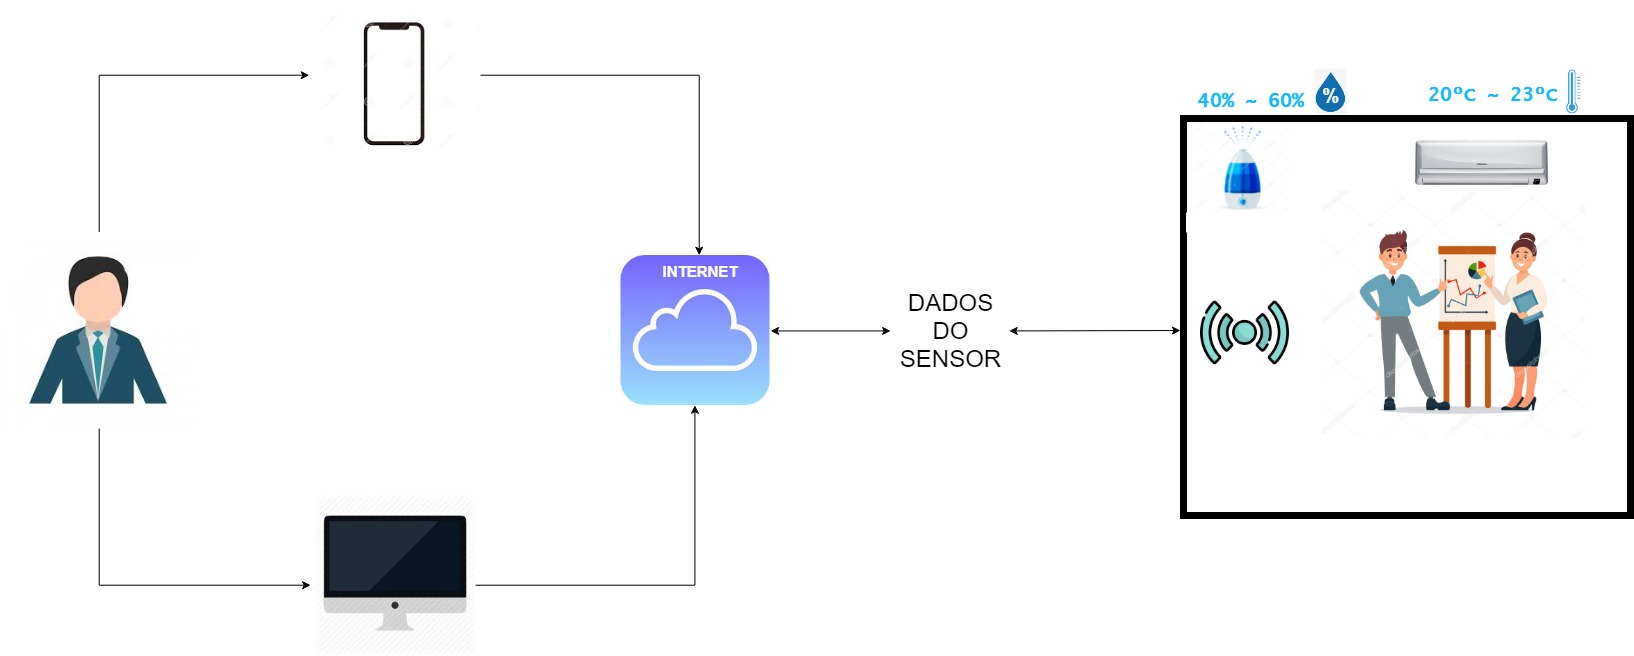 40% ~ 60%
%
20ºC ~ 23ºC
INTERNET
DADOS
DO
SENSOR